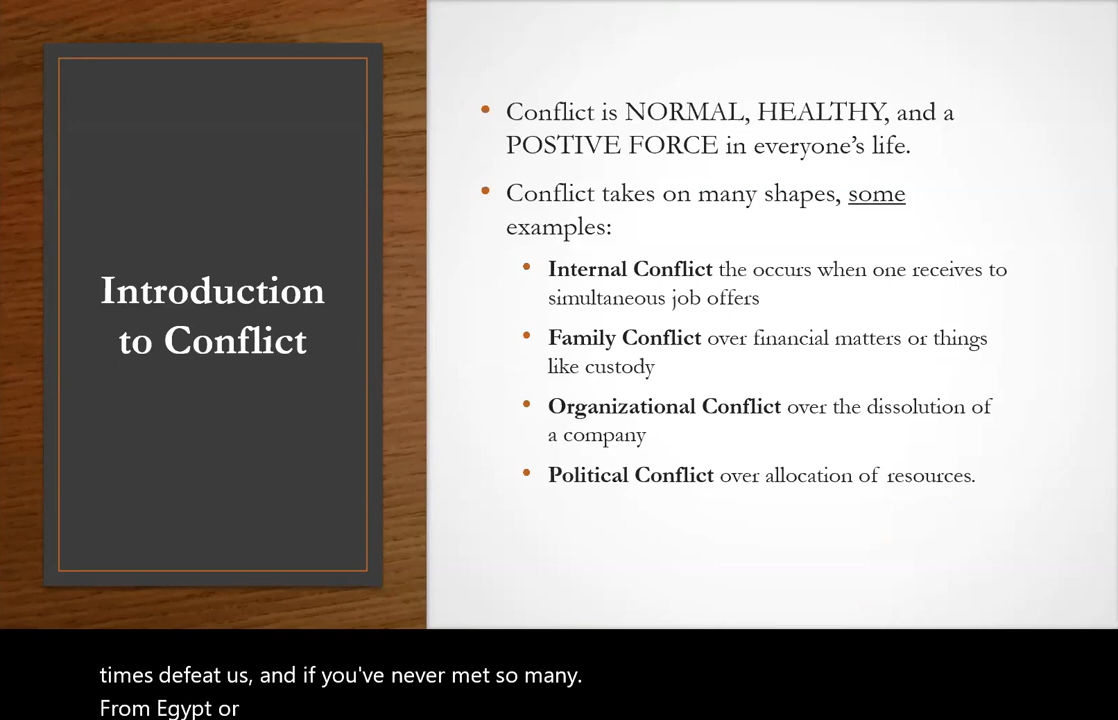 Introduction
to Conflict
• Conflict is NORMAL, HEALTHY, and a
POSTIVE FORCE in everyone’s life.
• Conflict takes on many shapes, some
examples:
• Internal Conflict the occurs when one receives to
simultaneous job offers
• Family Conflict over financial matters or things
like custody
• Organizational Conflict over the dissolution of
a company
• Political Conflict over allocation of resources.
times defeat us, and if you've never met so many.
From Egypt or